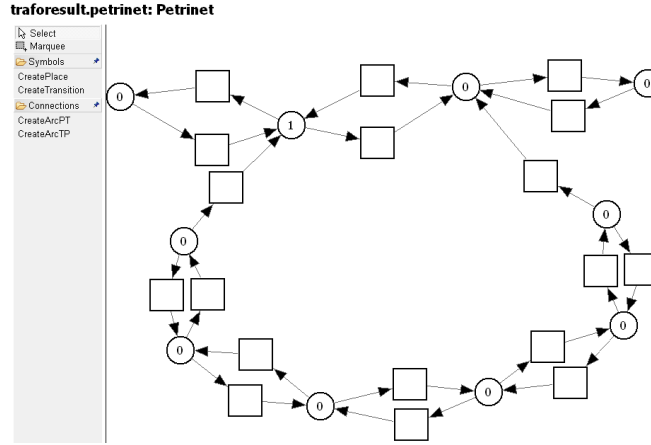 traforesult.petrinet: Petrinet
Select
Marquee
Symbols
CreatePlace
CreateTransition
Connections
CreateArcPT
CreateArcTP
0
1
0
0
0
0
0
0
0
0